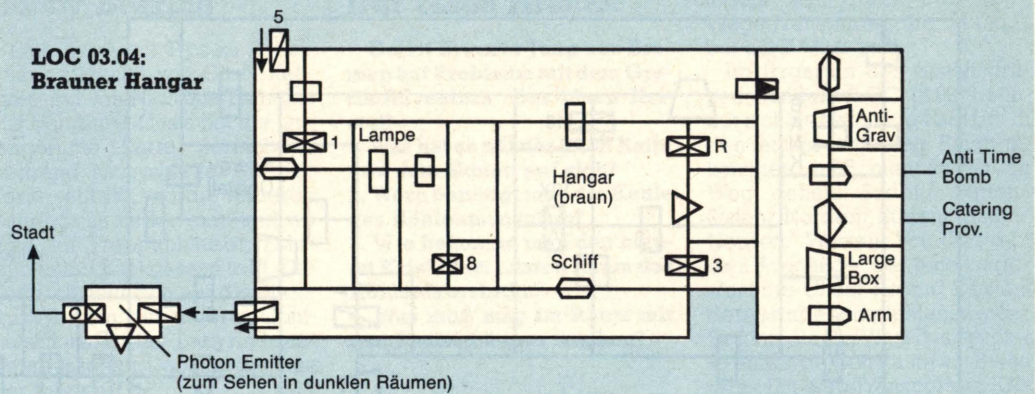 5
LOC 03.04:
Brauner Hangar
1
Lampe
R
Anti-
Grav
Hangar
(braun)
Anti Time
Bomb
Catering
Prov.
Stadt
8
Schiff
3
Large
Box
Arm
Photon Emitter
(zum Sehen in dunklen Räumen)